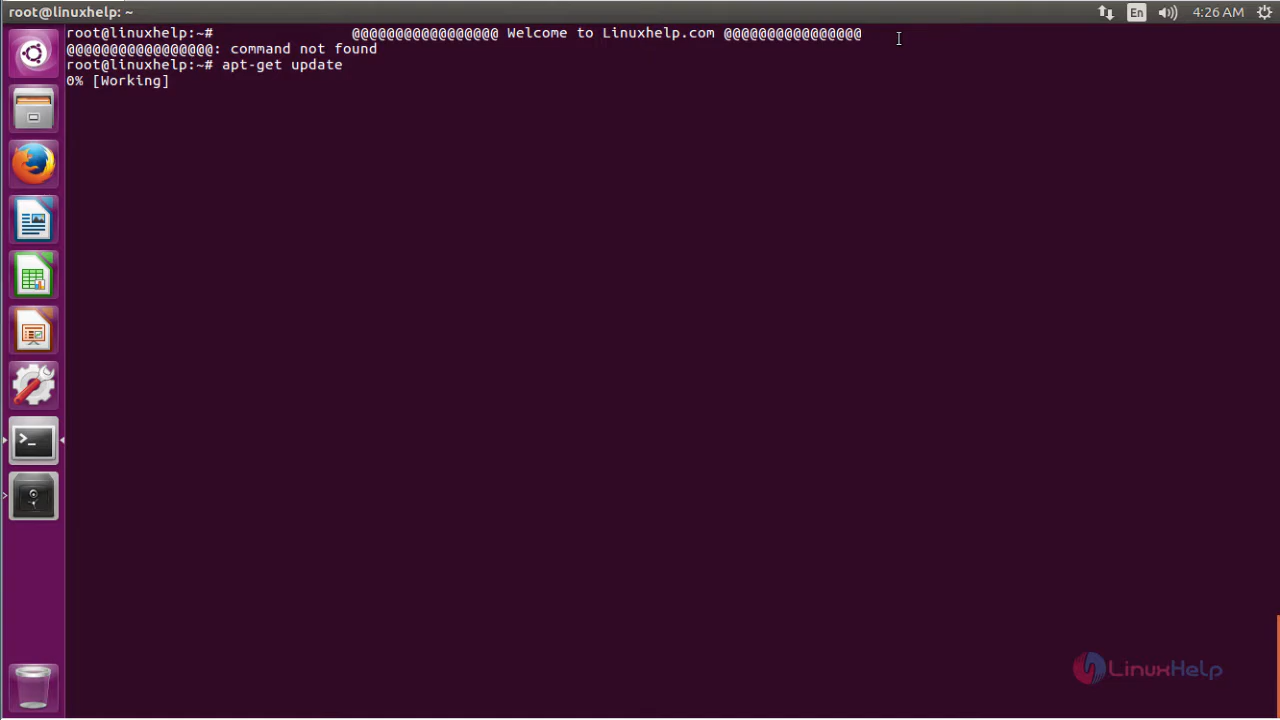 root@linuxhelp: ~
En 4:26 AM
root@linuxhelp:~# @@@@@@@@@@@@@@@@@ Welcome to Linuxhelp.com @@@@@@@@@@@@@@@@
@@@@@@@@@@@@@@@@@: command not found
root@linuxhelp:~# apt-get update
0% [Working]
LinuxHelp